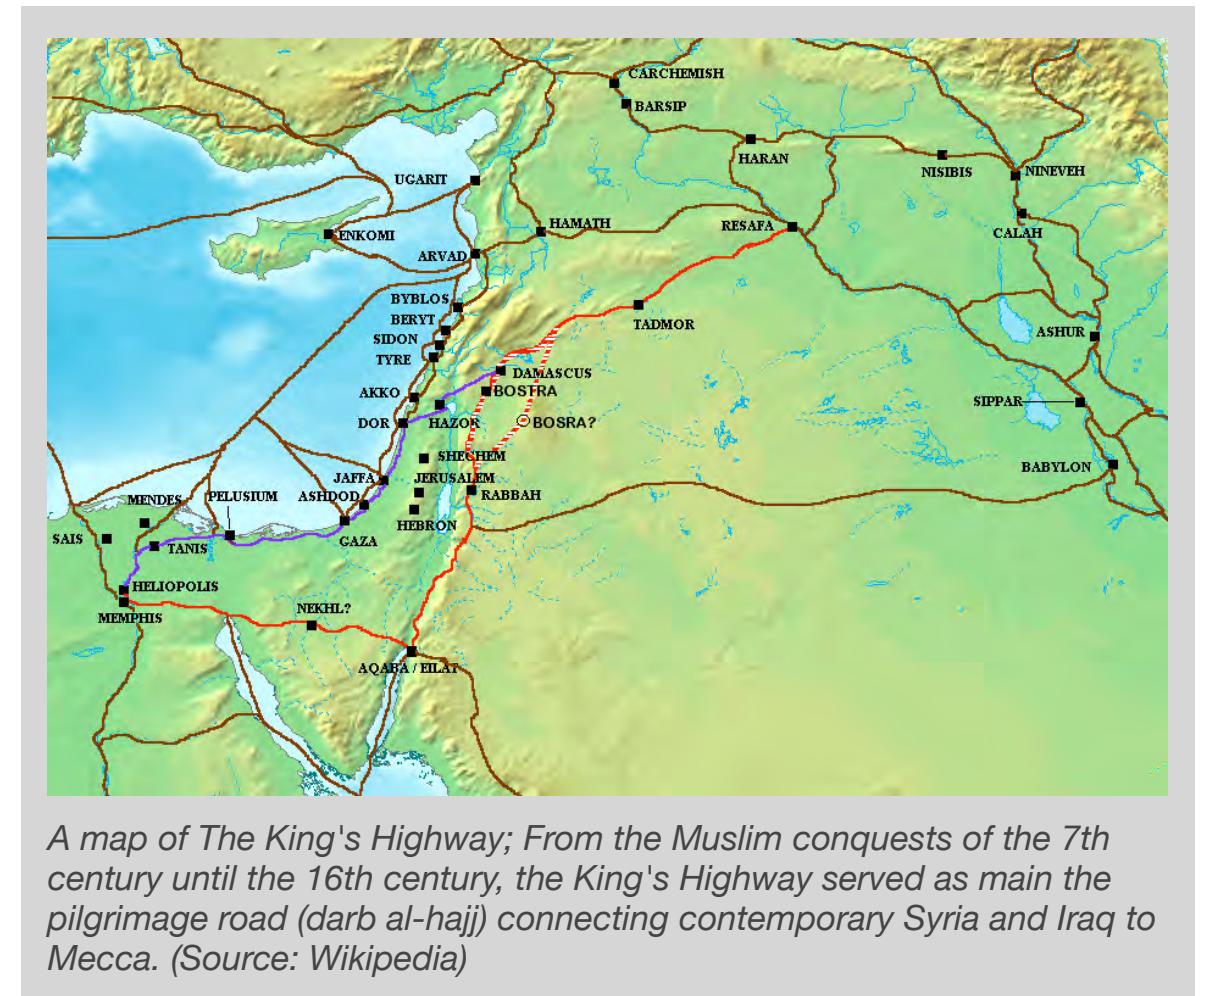 CARCHEMISH
BARSIP
HARAN
NISIBIS
NINEVEH
UGARIT
HAMATH
RESAFA
CALAH
ENKOMI
ARVAD
BYBLOS
BERYT
TADMOR
SIDON
ASHUR
TYRE
DAMASCUS
AKKO
BOSTRA
SIPPAR
DOR
HAZOR
BOSRA?
SHECHEM
BABYLON
JAFFA
JERUSALEM
MENDES
PELUSIUM
ASHDOD
RABBAH
HEBRON
SAIS
TANIS
GAZA
HELIOPOLIS
NEKHL?
MEMPHIS
AQABA / EILAT
A map of The King's Highway; From the Muslim conquests of the 7th
century until the 16th century, the King's Highway served as main the
pilgrimage road (darb al-hajj) connecting contemporary Syria and Iraq to
Mecca. (Source: Wikipedia)